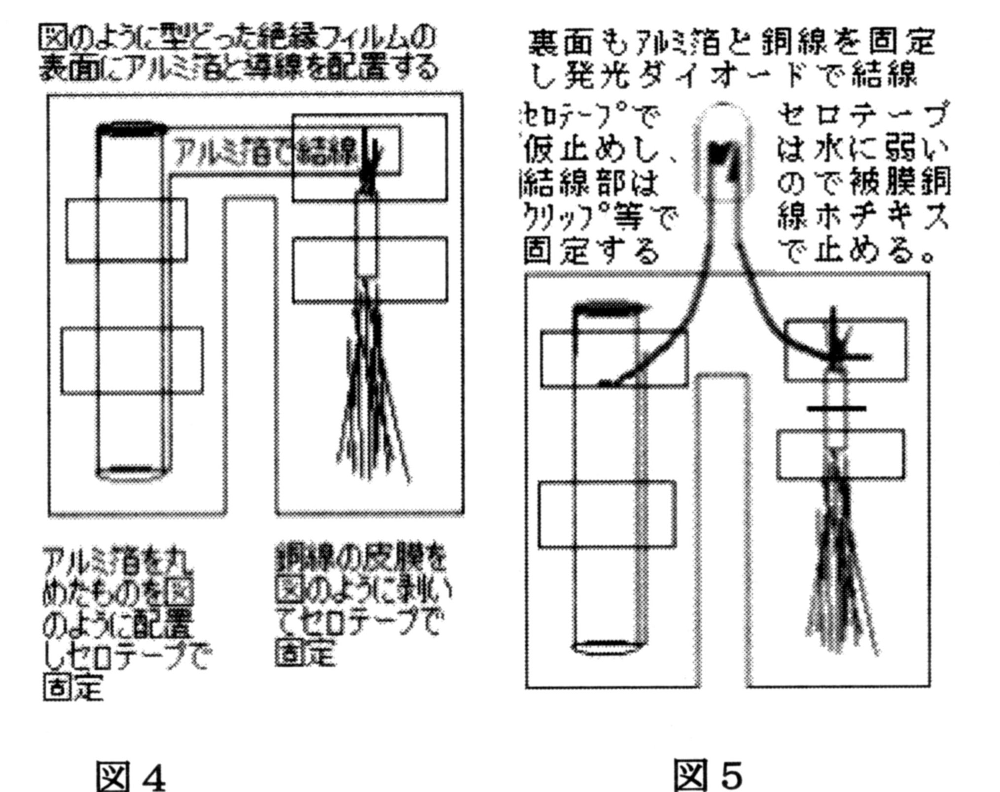 図のように型どった絶縁フィルムの
表面にアルミ箔と導線を配置する
アルミ箔で結線
アルミ箔を丸
めたものを図
のように配置
しセロテープで
固定
銅線の皮膜を
図のように剥い
てセロテープで
固定
図4
裏面もアルミ箔と銅線を固定
し発光ダイオードで結線
セロテープで
仮止めし、
結線部は
クリップ等で
固定する
セロテープ
は水に弱い
ので被膜銅
線ホチキス
で止める。
図5